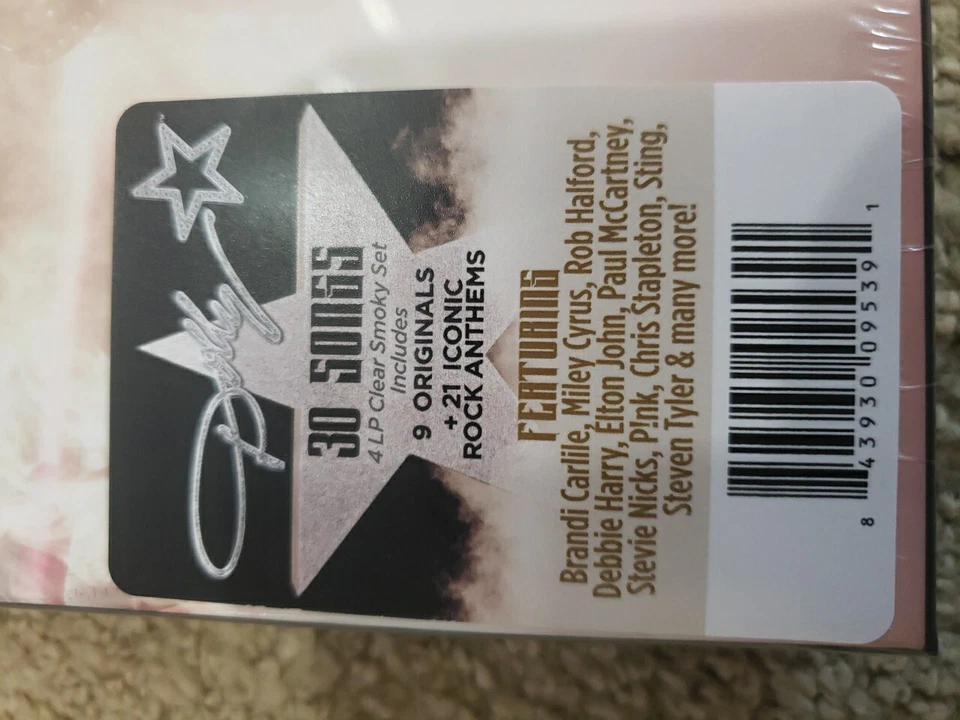 Dolly
30 SONGS
4 LP Clear Smoky Set
Includes
9 ORIGINALS
+ 21 ICONIC
ROCK ANTHEMS
FEATURING
Brandi Carlile, Miley Cyrus, Rob Halford,
Debbie Harry, Elton John, Paul McCartney,
Stevie Nicks, P!nk, Chris Stapleton, Sting,
Steven Tyler & many more!
8 43930 09539 1